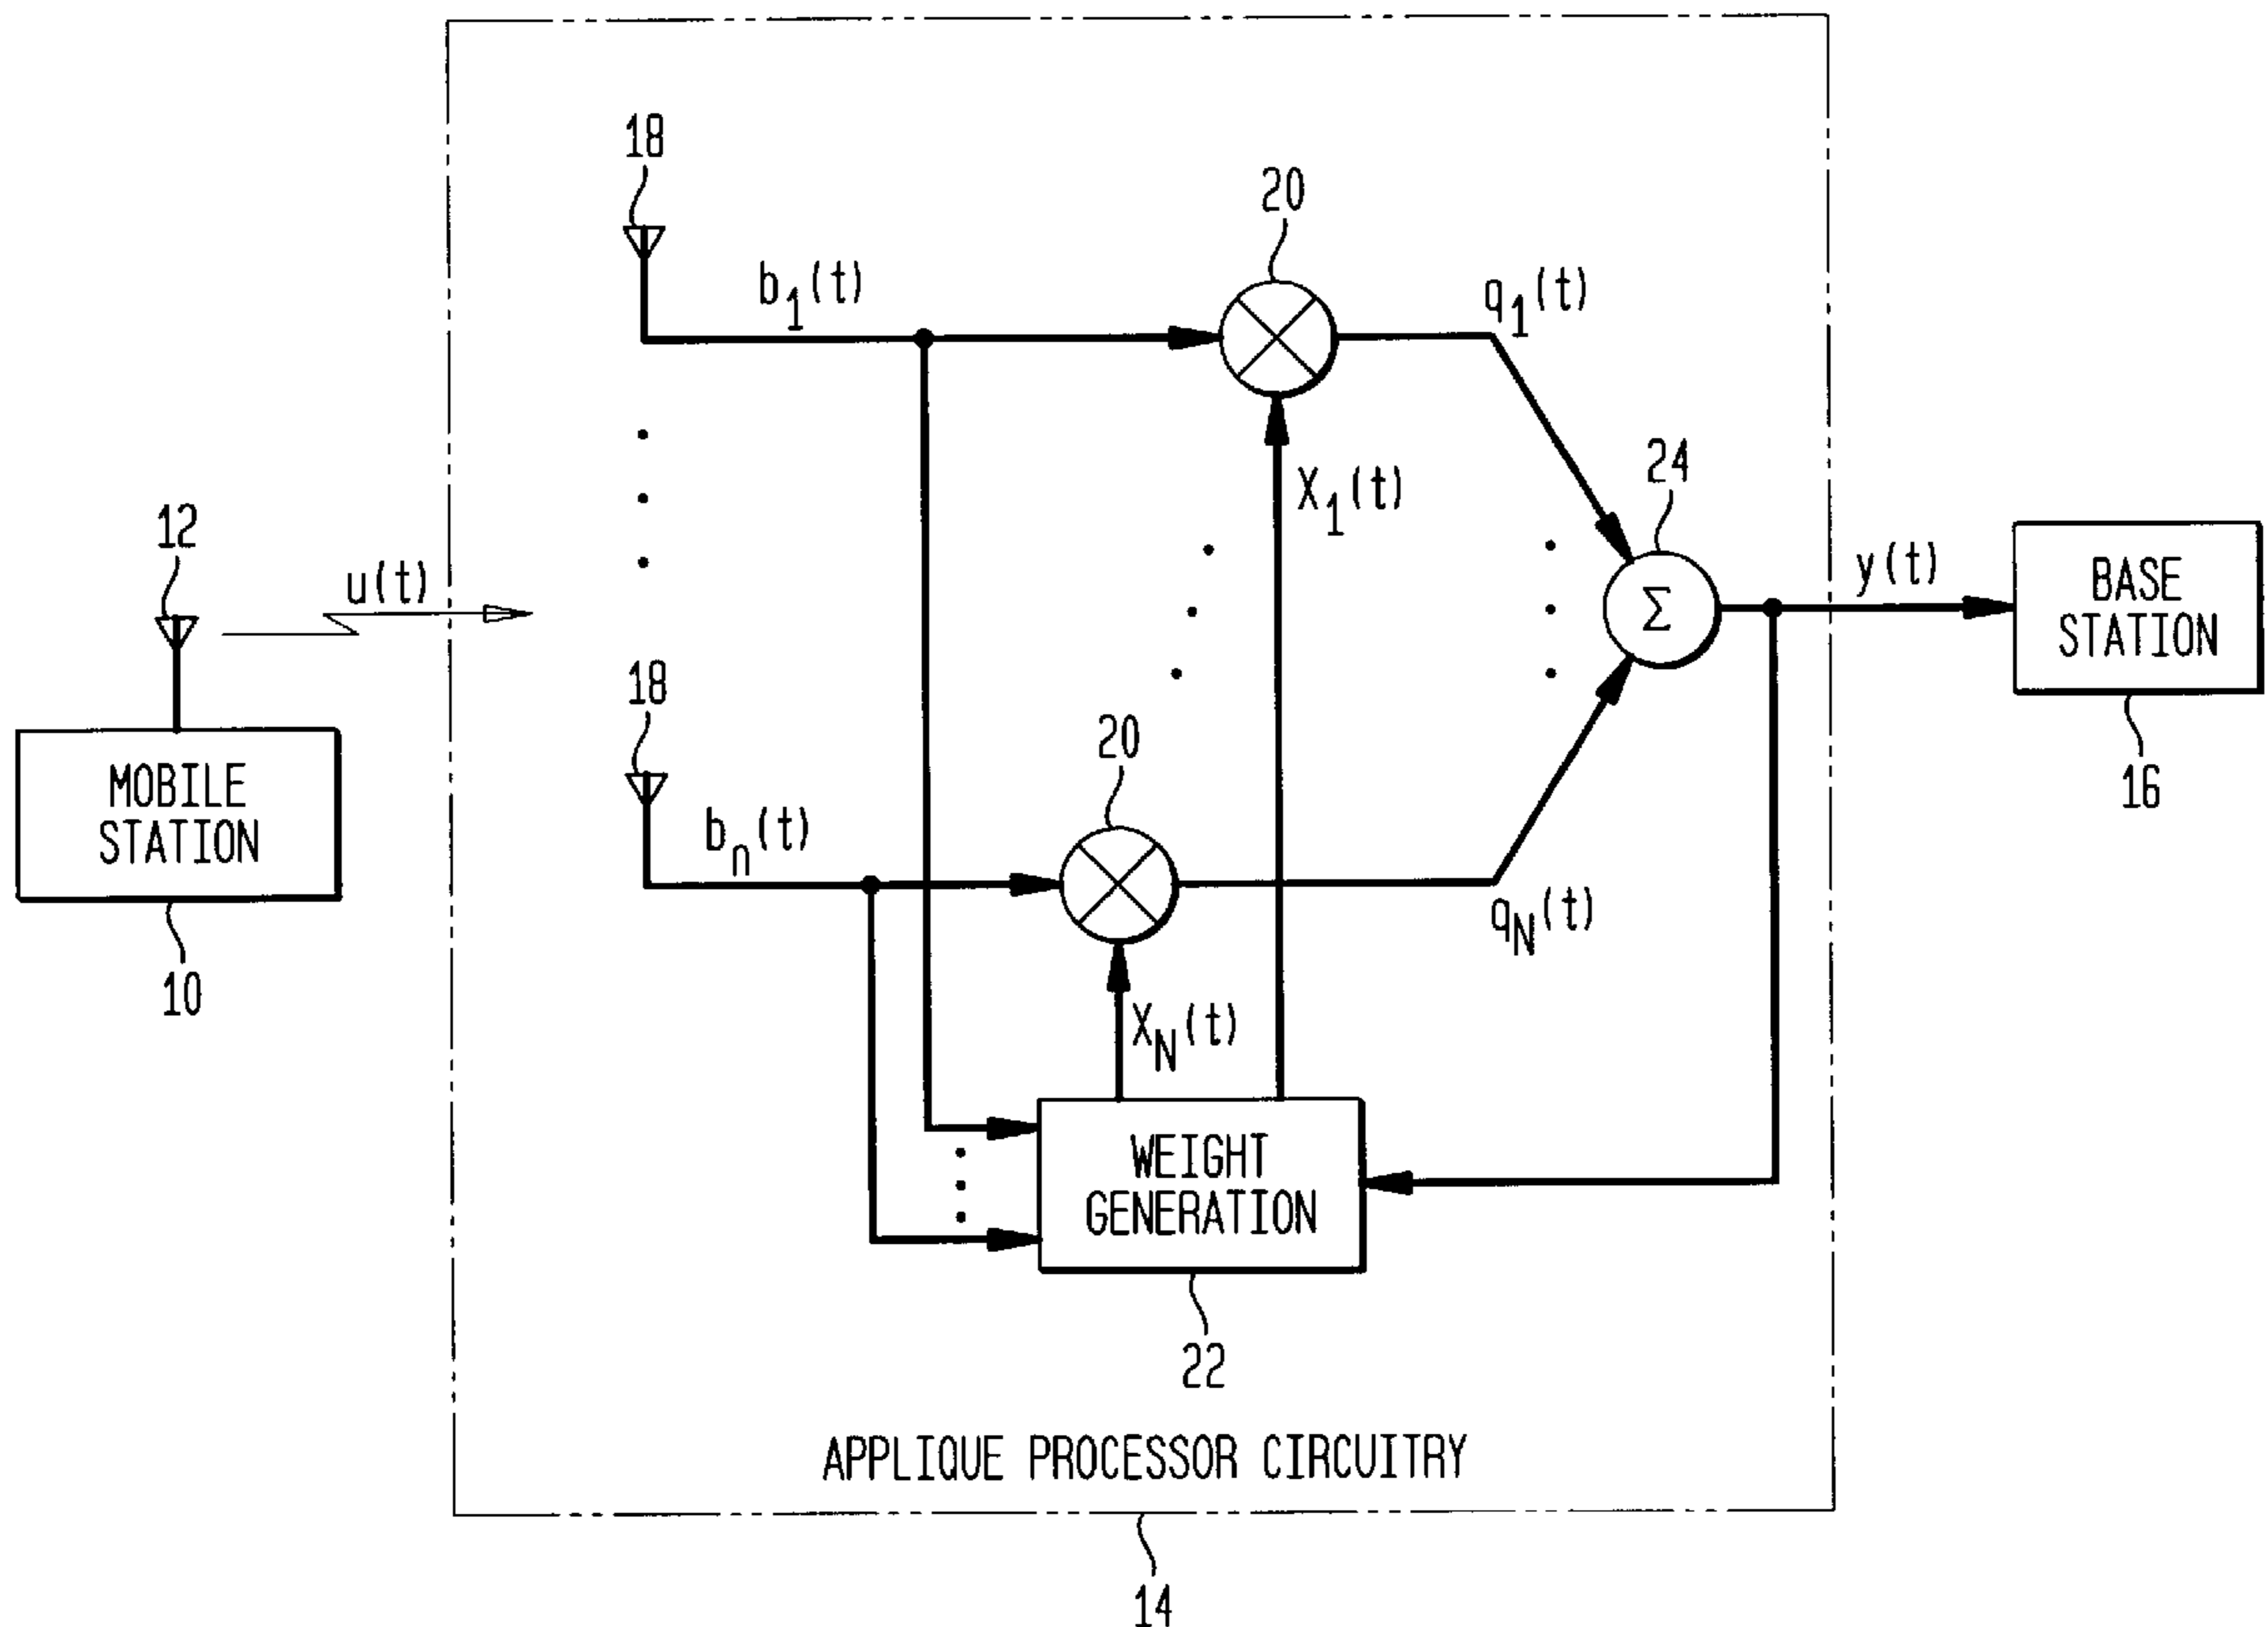 18
20
b1(t)
q1(t)
X1(t)
24
12
u(t)
y(t)
Σ
BASE
STATION
18
20
16
MOBILE
STATION
bn(t)
qN(t)
10
XN(t)
WEIGHT
GENERATION
22
APPLIQUE PROCESSOR CIRCUITRY
14